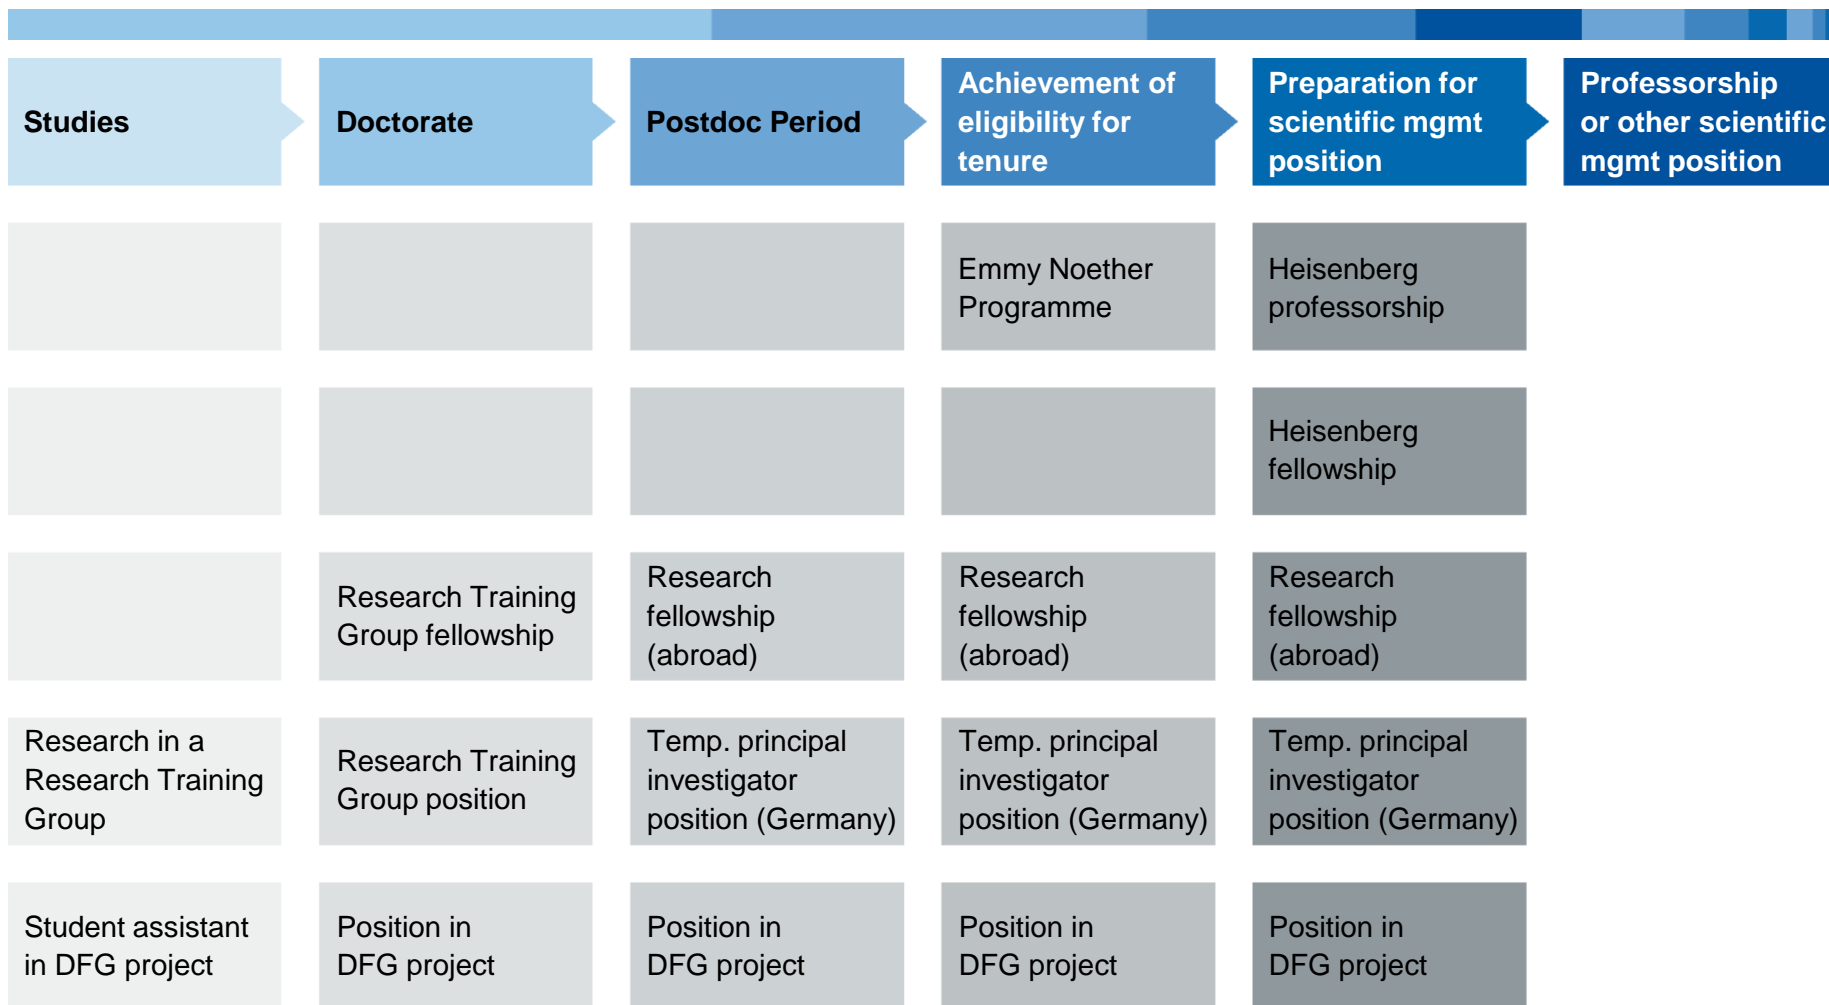 Studies
Doctorate
Postdoc Period
Achievement of
eligibility for
tenure
Preparation for
scientific mgmt
position
Professorship
or other scientific
mgmt position
Emmy Noether
Programme
Heisenberg
professorship
Heisenberg
fellowship
Research Training
Group fellowship
Research
fellowship
(abroad)
Research
fellowship
(abroad)
Research
fellowship
(abroad)
Research in a
Research Training
Group
Research Training
Group position
Temp. principal
investigator
position (Germany)
Temp. principal
investigator
position (Germany)
Temp. principal
investigator
position (Germany)
Student assistant
in DFG project
Position in
DFG project
Position in
DFG project
Position in
DFG project
Position in
DFG project